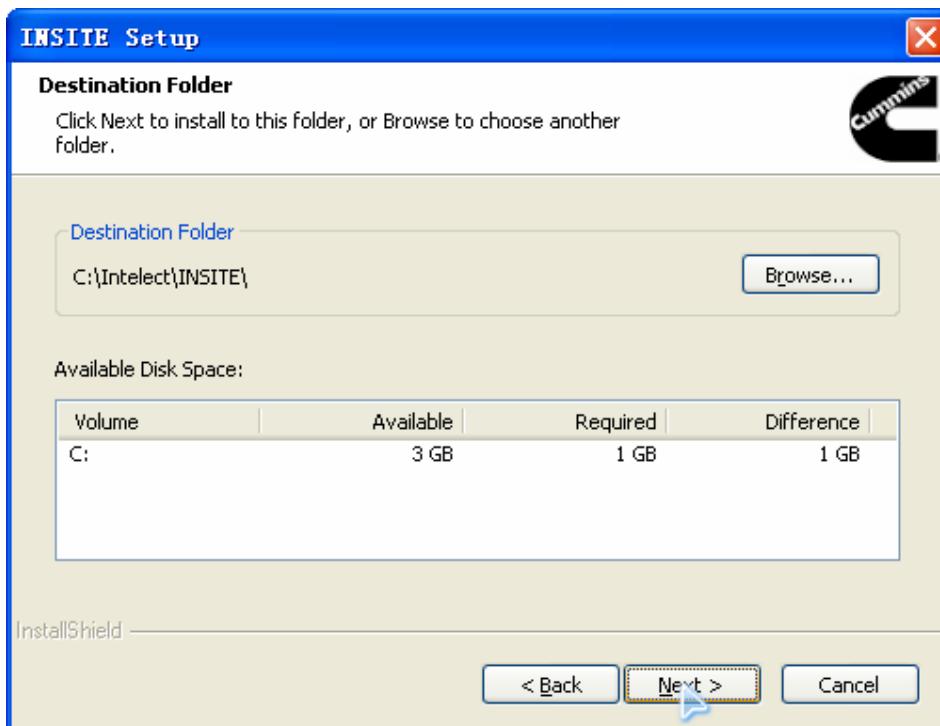 INSITE Setup
Destination Folder
Click Next to install to this folder, or Browse to choose another
folder.
Cummins
Destination Folder
C:\Intelect\INSITE\
Browse...
Available Disk Space:
Volume Available Required Difference
C: 3 GB 1 GB 1 GB
InstallShield
< Back Next > Cancel